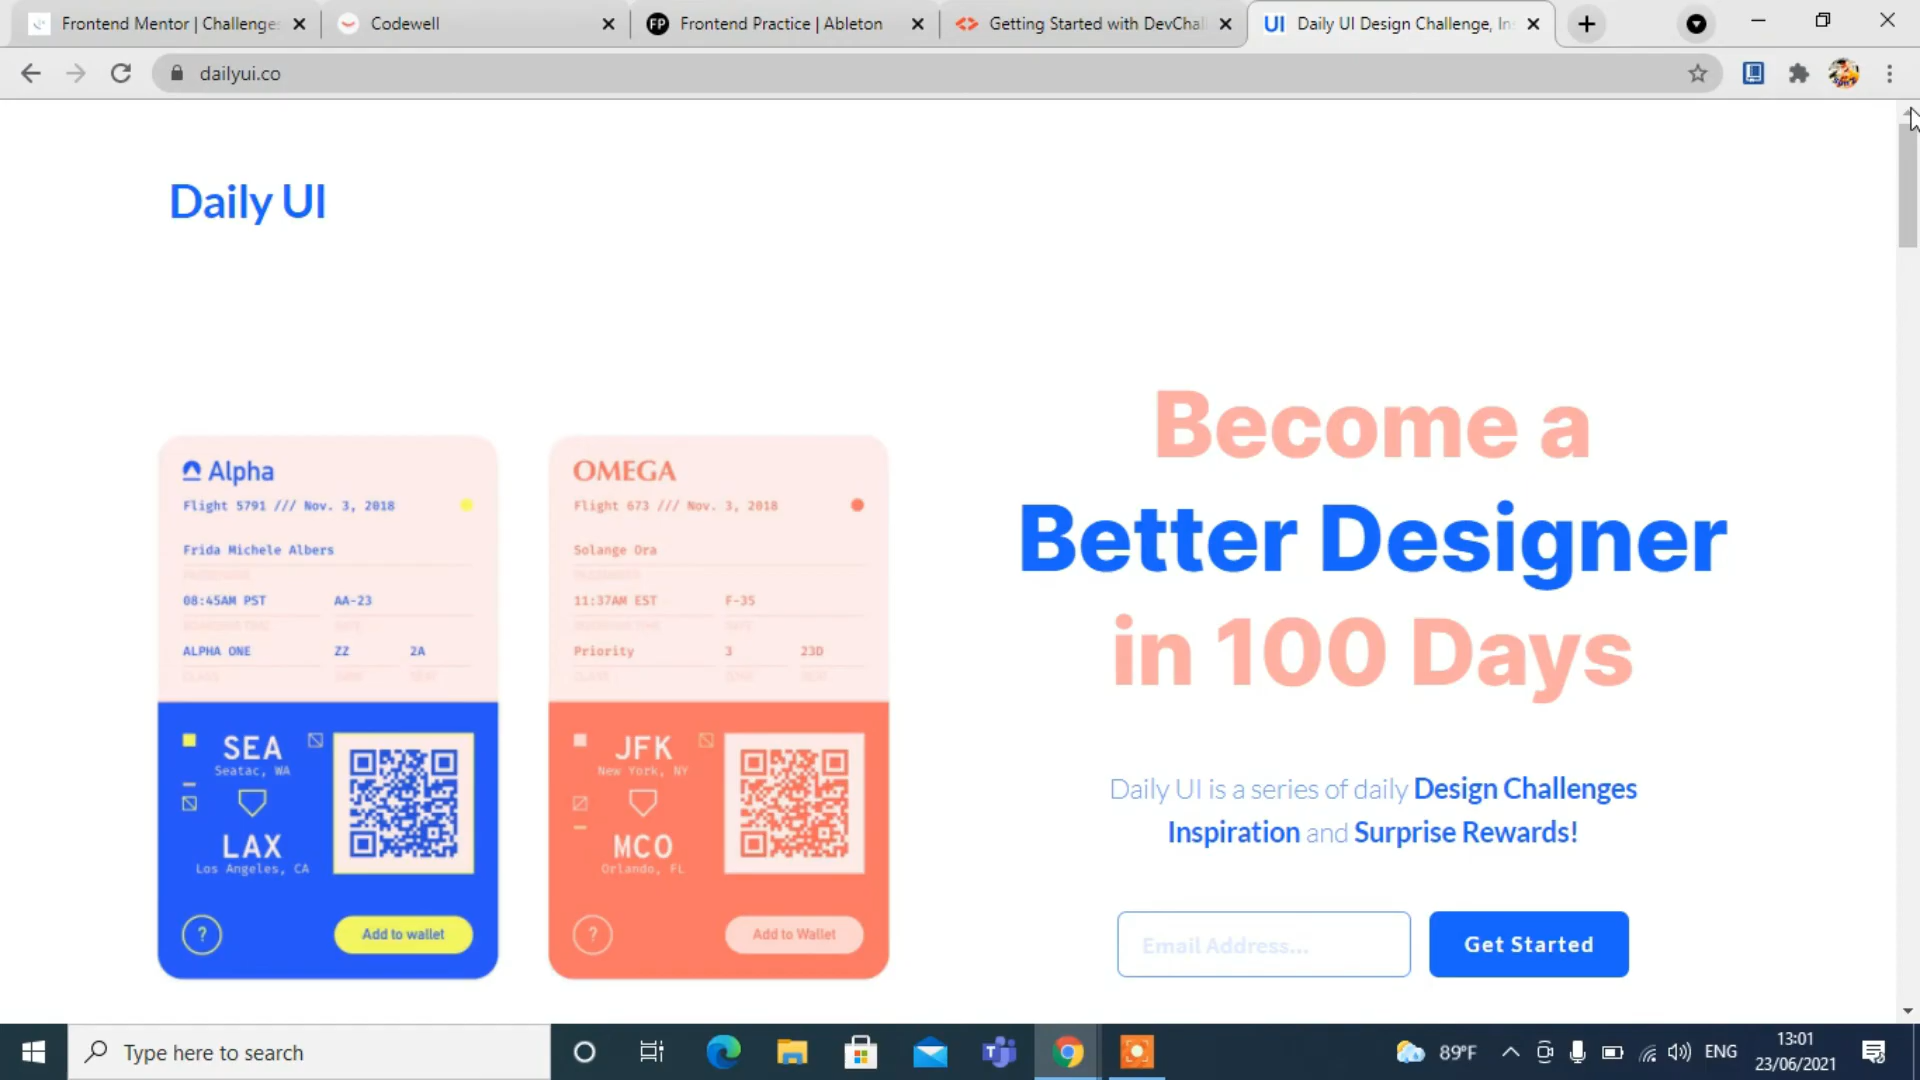 Frontend Mentor | Challenge
Codewell
FP
Frontend Practice | Ableton
Getting Started with DevChal
UI
Daily UI Design Challenge, In
dailyui.co
Daily UI
Become a
Better Designer
in 100 Days
Daily UI is a series of daily Design Challenges
Inspiration and Surprise Rewards!
Email Address...
Get Started
Alpha
Flight 5791 /// Nov. 3, 2018
Frida Michele Albers
08:45AM PST AA-23
ALPHA ONE ZZ 2A
SEA
Seatac, WA
LAX
Los Angeles, CA
?
Add to wallet
OMEGA
Flight 673 /// Nov. 3, 2018
Solange Ora
11:37AM EST F-35
Priority 3 23D
JFK
New York, NY
MCO
Orlando, FL
?
Add to Wallet
Type here to search
89°F
ENG
13:01
23/06/2021